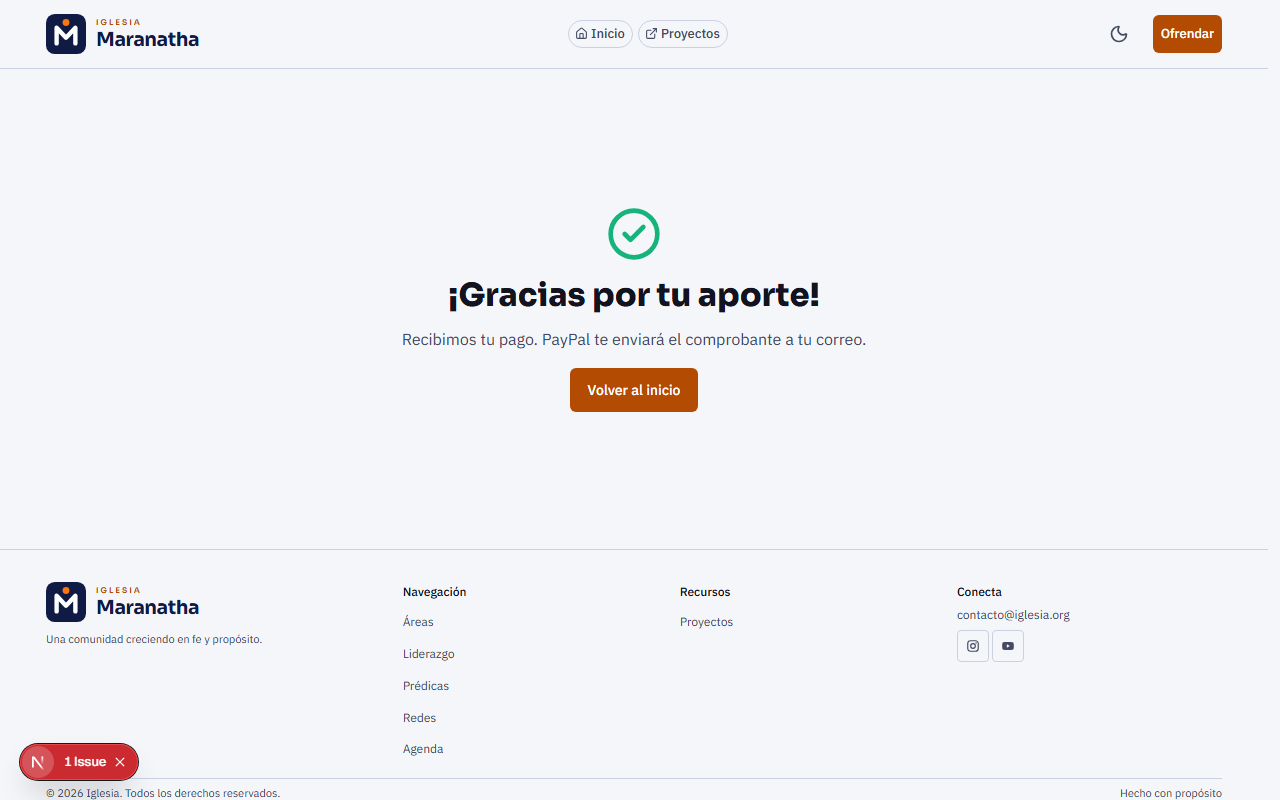 IGLESIA
Maranatha
Inicio
Proyectos
Ofrendar
¡Gracias por tu aporte!
Recibimos tu pago. PayPal te enviará el comprobante a tu correo.
Volver al inicio
IGLESIA
Maranatha
Una comunidad creciendo en fe y propósito.
Navegación
Áreas
Liderazgo
Prédicas
Redes
Agenda
Recursos
Proyectos
Conecta
contacto@iglesia.org
1 Issue
© 2026 Iglesia. Todos los derechos reservados.
Hecho con propósito